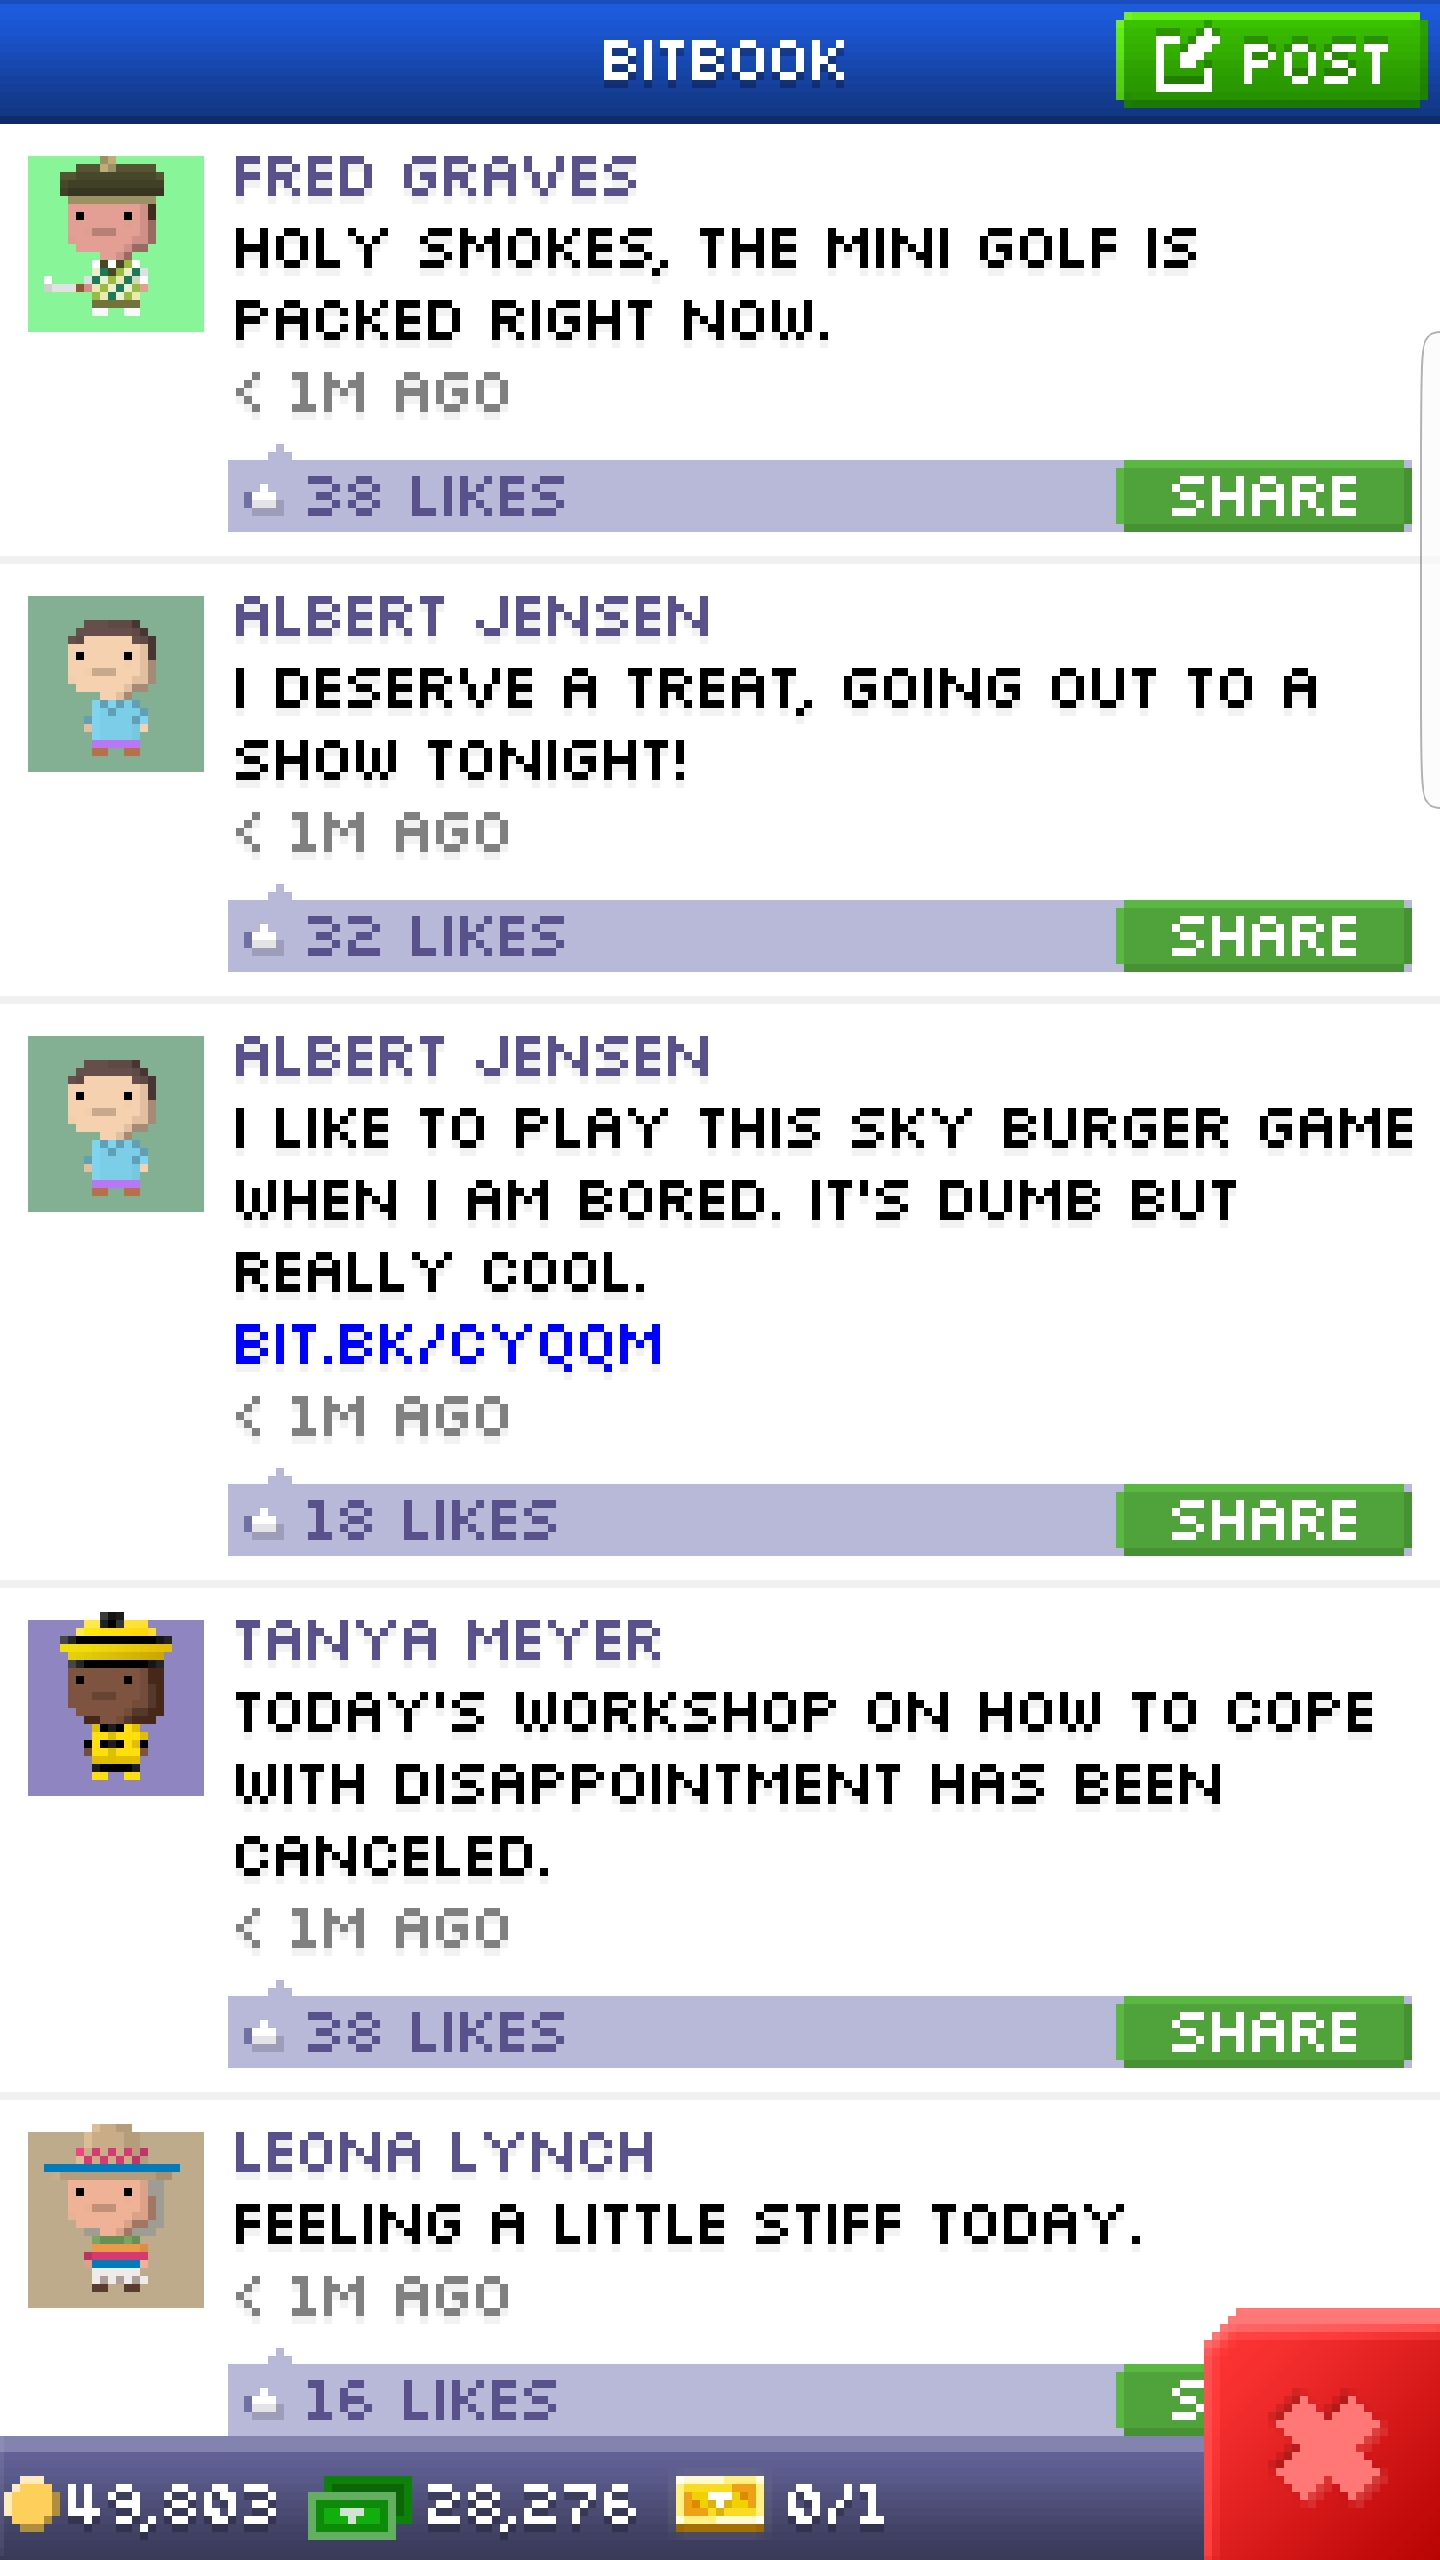 BITBOOK
POST
FRED GRAVES
HOLY SMOKES, THE MINI GOLF IS
PACKED RIGHT NOW.
< 1M AGO
38 LIKES
SHARE
ALBERT JENSEN
I DESERVE A TREAT, GOING OUT TO A
SHOW TONIGHT!
< 1M AGO
32 LIKES
SHARE
ALBERT JENSEN
I LIKE TO PLAY THIS SKY BURGER GAME
WHEN I AM BORED. IT'S DUMB BUT
REALLY COOL.
BIT.BK/CYQQM
< 1M AGO
18 LIKES
SHARE
TANYA MEYER
TODAY'S WORKSHOP ON HOW TO COPE
WITH DISAPPOINTMENT HAS BEEN
CANCELED.
< 1M AGO
38 LIKES
SHARE
LEONA LYNCH
FEELING A LITTLE STIFF TODAY.
< 1M AGO
16 LIKES
S
49,803
28,276
0/1